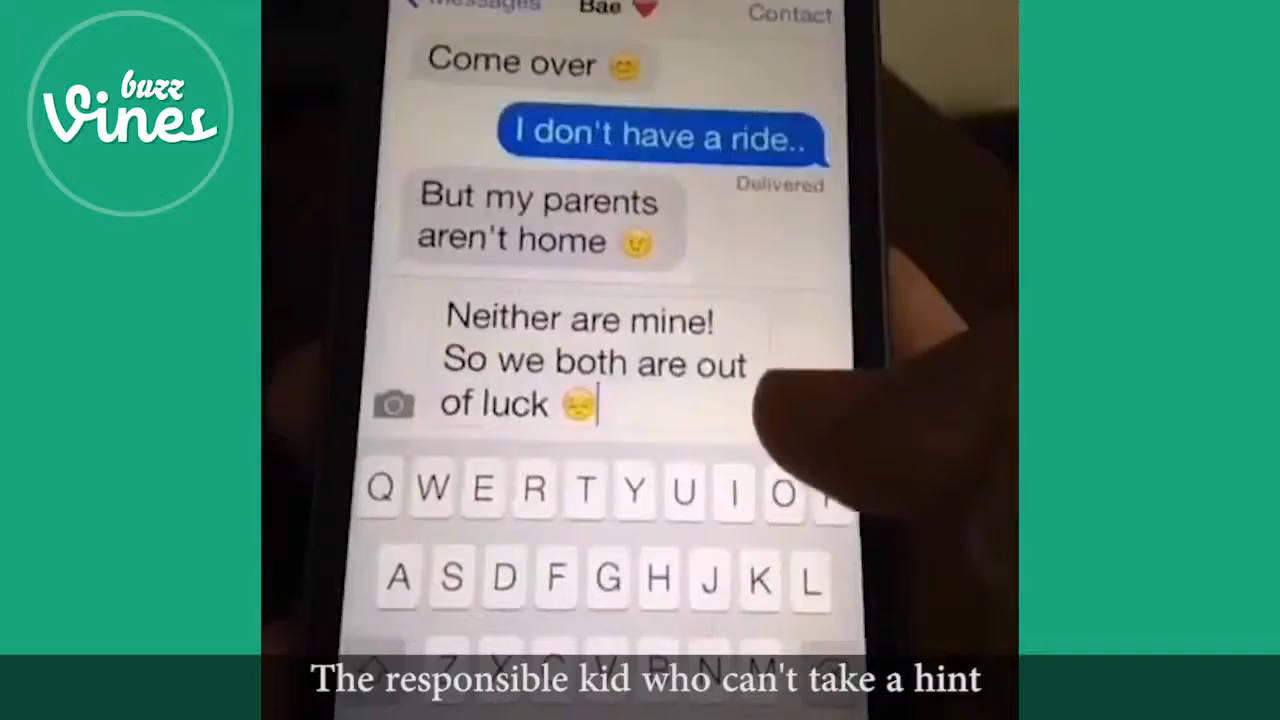 buzz
Vines
Messages
Bae ❤️
Contact
Come over 😊
I don't have a ride..
Delivered
But my parents
aren't home 😉
Neither are mine!
So we both are out
of luck 😔
Q W E R T Y U I O P
A S D F G H J K L
Z X C V B N M
The responsible kid who can't take a hint